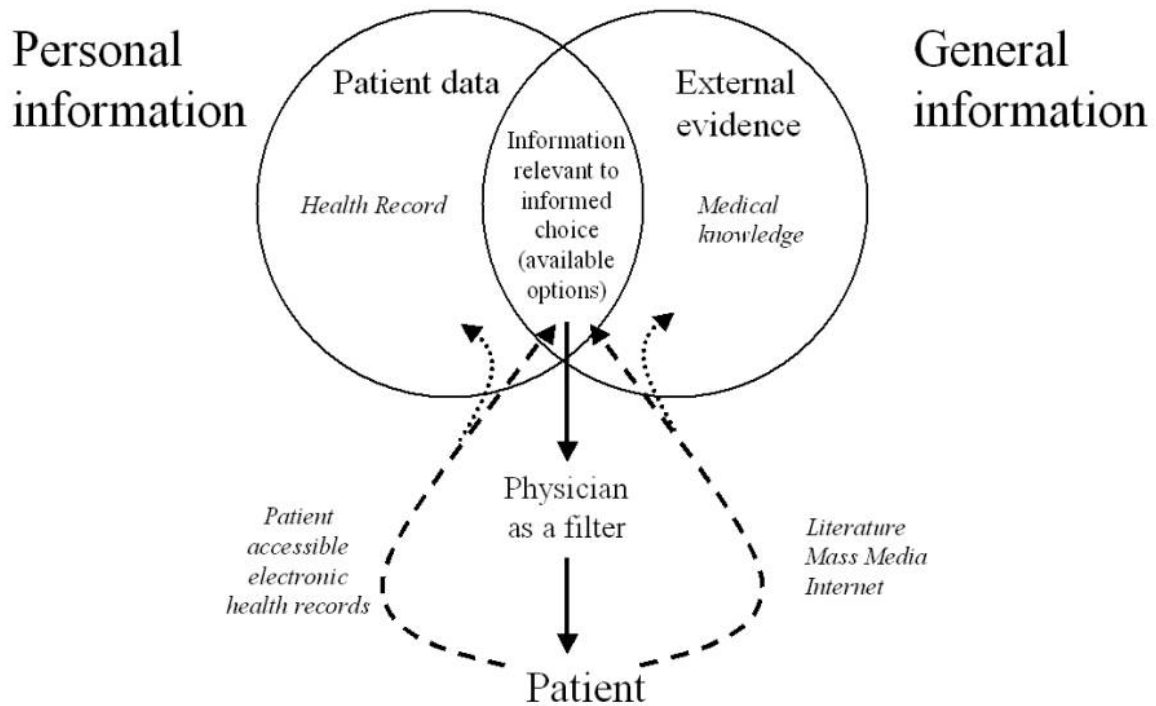 Personal
information
General
information
Patient data
External
evidence
Information
relevant to
informed
choice
(available
options)
Health Record
Medical
knowledge
Physician
as a filter
Patient
accessible
electronic
health records
Literature
Mass Media
Internet
Patient